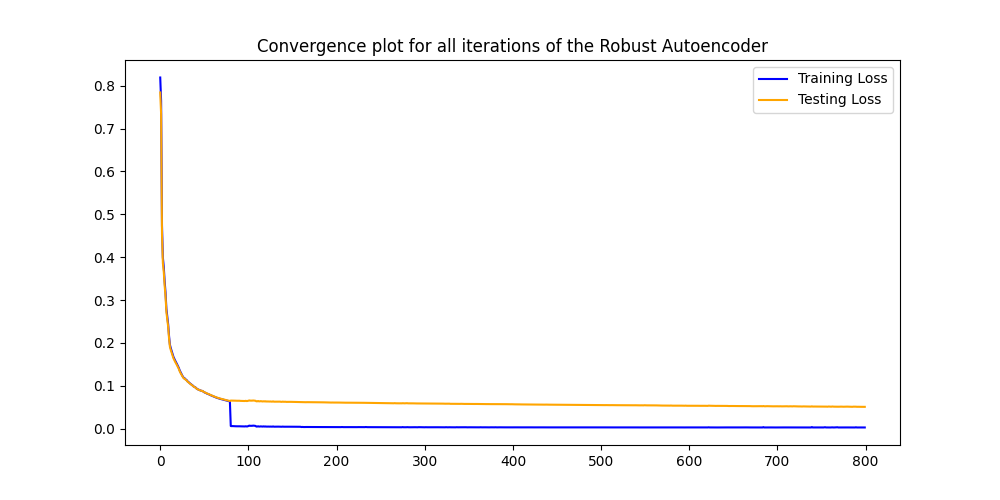 Convergence plot for all iterations of the Robust Autoencoder
Training Loss
Testing Loss
0.8
0.7
0.6
0.5
0.4
0.3
0.2
0.1
0.0
0 100 200 300 400 500 600 700 800